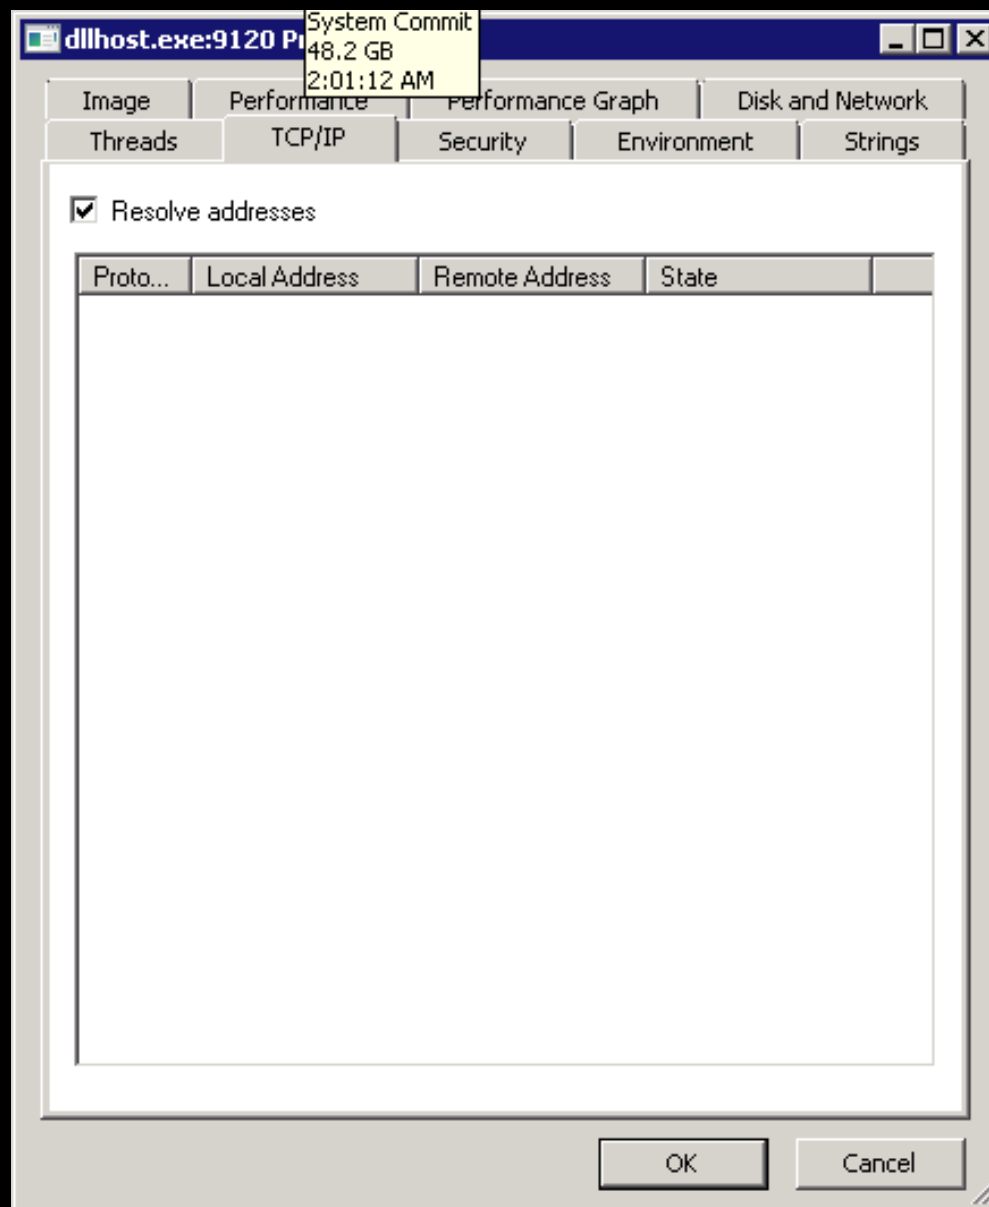 System Commit
48.2 GB
2:01:12 AM
dllhost.exe:9120 P
Image Performance Performance Graph Disk and Network
Threads TCP/IP Security Environment Strings
Resolve addresses
Proto... Local Address Remote Address State
OK Cancel